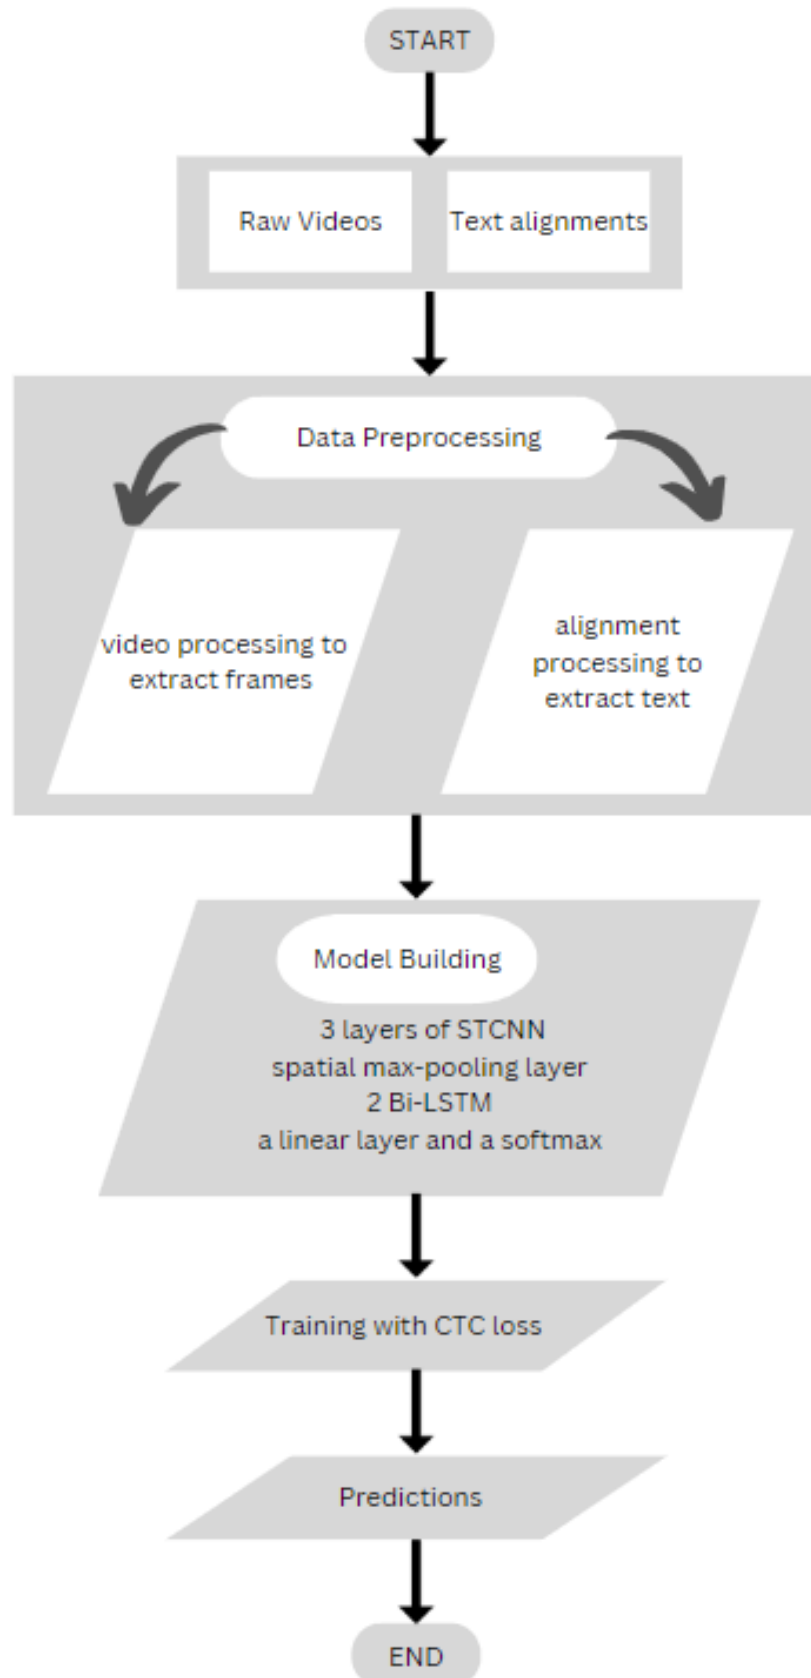 START
Raw Videos
Text alignments
Data Preprocessing
video processing to
extract frames
alignment
processing to
extract text
Model Building
3 layers of STCNN
spatial max-pooling layer
2 Bi-LSTM
a linear layer and a softmax
Training with CTC loss
Predictions
END